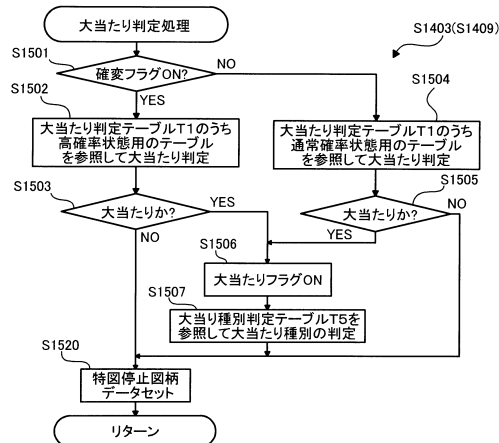 大当たり判定処理
S1403(S1409)
S1501
確変フラグON?
NO
YES
S1502
大当たり判定テーブルT1のうち
高確率状態用のテーブル
を参照して大当たり判定
S1504
大当たり判定テーブルT1のうち
通常確率状態用のテーブル
を参照して大当たり判定
S1503
大当たりか?
YES
NO
S1505
大当たりか?
NO
YES
S1506
大当たりフラグON
S1507
大当り種別判定テーブルT5を
参照して大当たり種別の判定
S1520
特図停止図柄
データセット
リターン